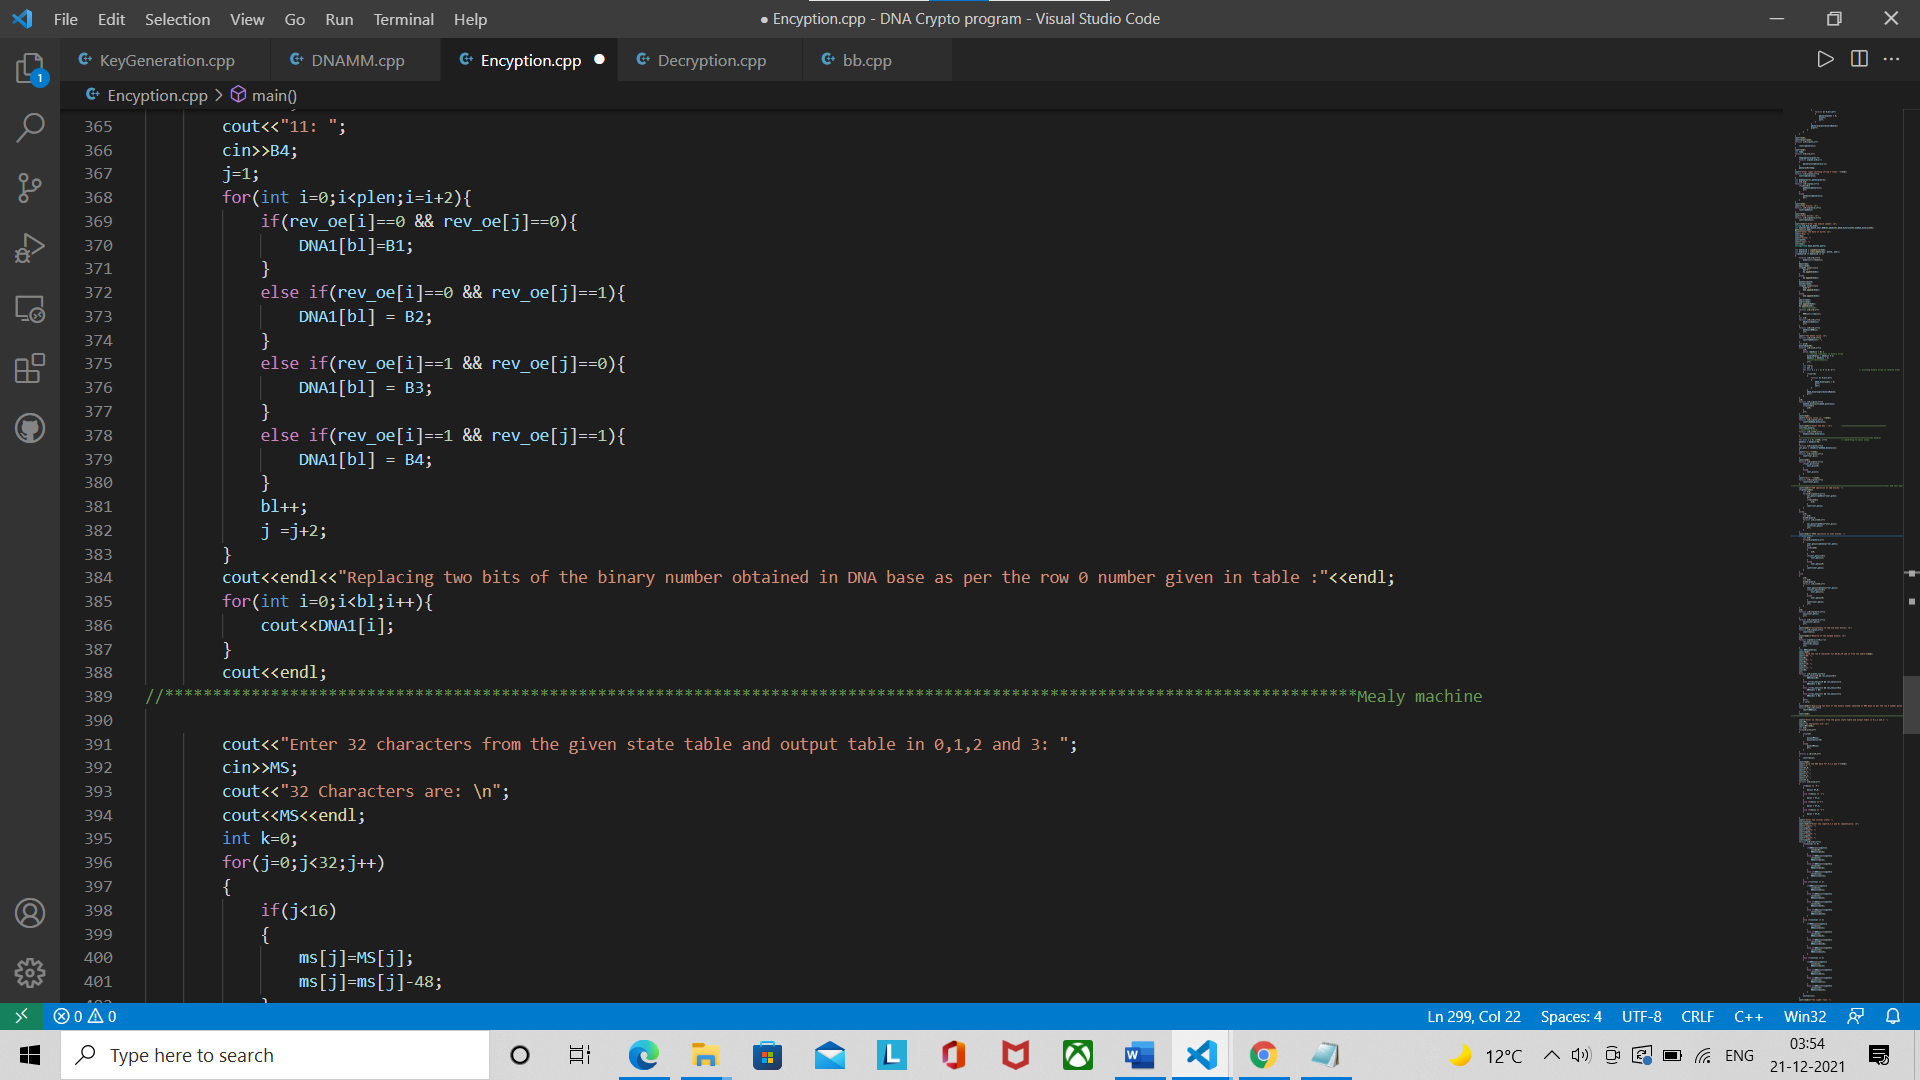 File Edit Selection View Go Run Terminal Help
● Encyption.cpp - DNA Crypto program - Visual Studio Code
KeyGeneration.cpp DNAMM.cpp Encyption.cpp ● Decryption.cpp bb.cpp
1
Encyption.cpp > main()
365 cout<<"11: ";
366 cin>>B4;
367 j=1;
368 for(int i=0;i<plen;i=i+2){
369 if(rev_oe[i]==0 && rev_oe[j]==0){
370 DNA1[bl]=B1;
371 }
372 else if(rev_oe[i]==0 && rev_oe[j]==1){
373 DNA1[bl] = B2;
374 }
375 else if(rev_oe[i]==1 && rev_oe[j]==0){
376 DNA1[bl] = B3;
377 }
378 else if(rev_oe[i]==1 && rev_oe[j]==1){
379 DNA1[bl] = B4;
380 }
381 bl++;
382 j =j+2;
383 }
384 cout<<endl<<"Replacing two bits of the binary number obtained in DNA base as per the row 0 number given in table :"<<endl;
385 for(int i=0;i<bl;i++){
386 cout<<DNA1[i];
387 }
388 cout<<endl;
389 //****************************************************************************************************************************Mealy machine
390
391 cout<<"Enter 32 characters from the given state table and output table in 0,1,2 and 3: ";
392 cin>>MS;
393 cout<<"32 Characters are: \n";
394 cout<<MS<<endl;
395 int k=0;
396 for(j=0;j<32;j++)
397 {
398 if(j<16)
399 {
400 ms[j]=MS[j];
401 ms[j]=ms[j]-48;
0 0 Ln 299, Col 22 Spaces: 4 UTF-8 CRLF C++ Win32
Type here to search
12°C ENG 03:54
21-12-2021